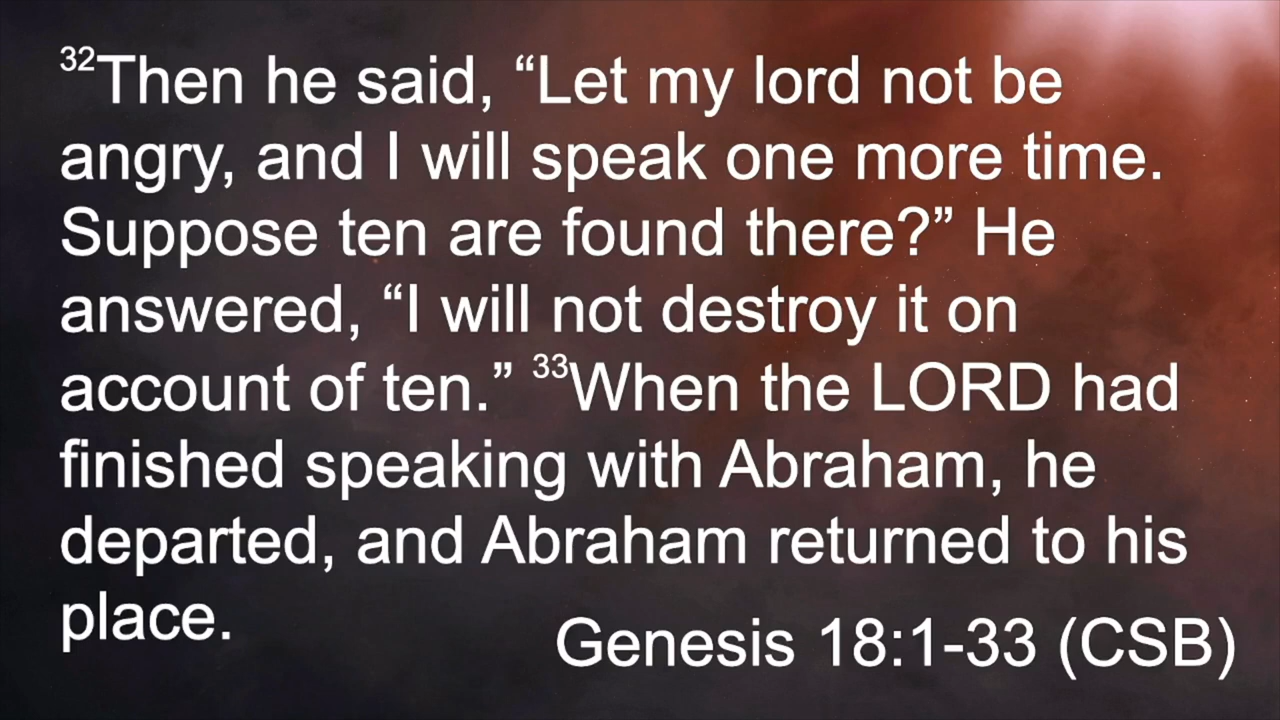 32Then he said, “Let my lord not be
angry, and I will speak one more time.
Suppose ten are found there?” He
answered, “I will not destroy it on
account of ten.” 33When the LORD had
finished speaking with Abraham, he
departed, and Abraham returned to his
place.
Genesis 18:1-33 (CSB)